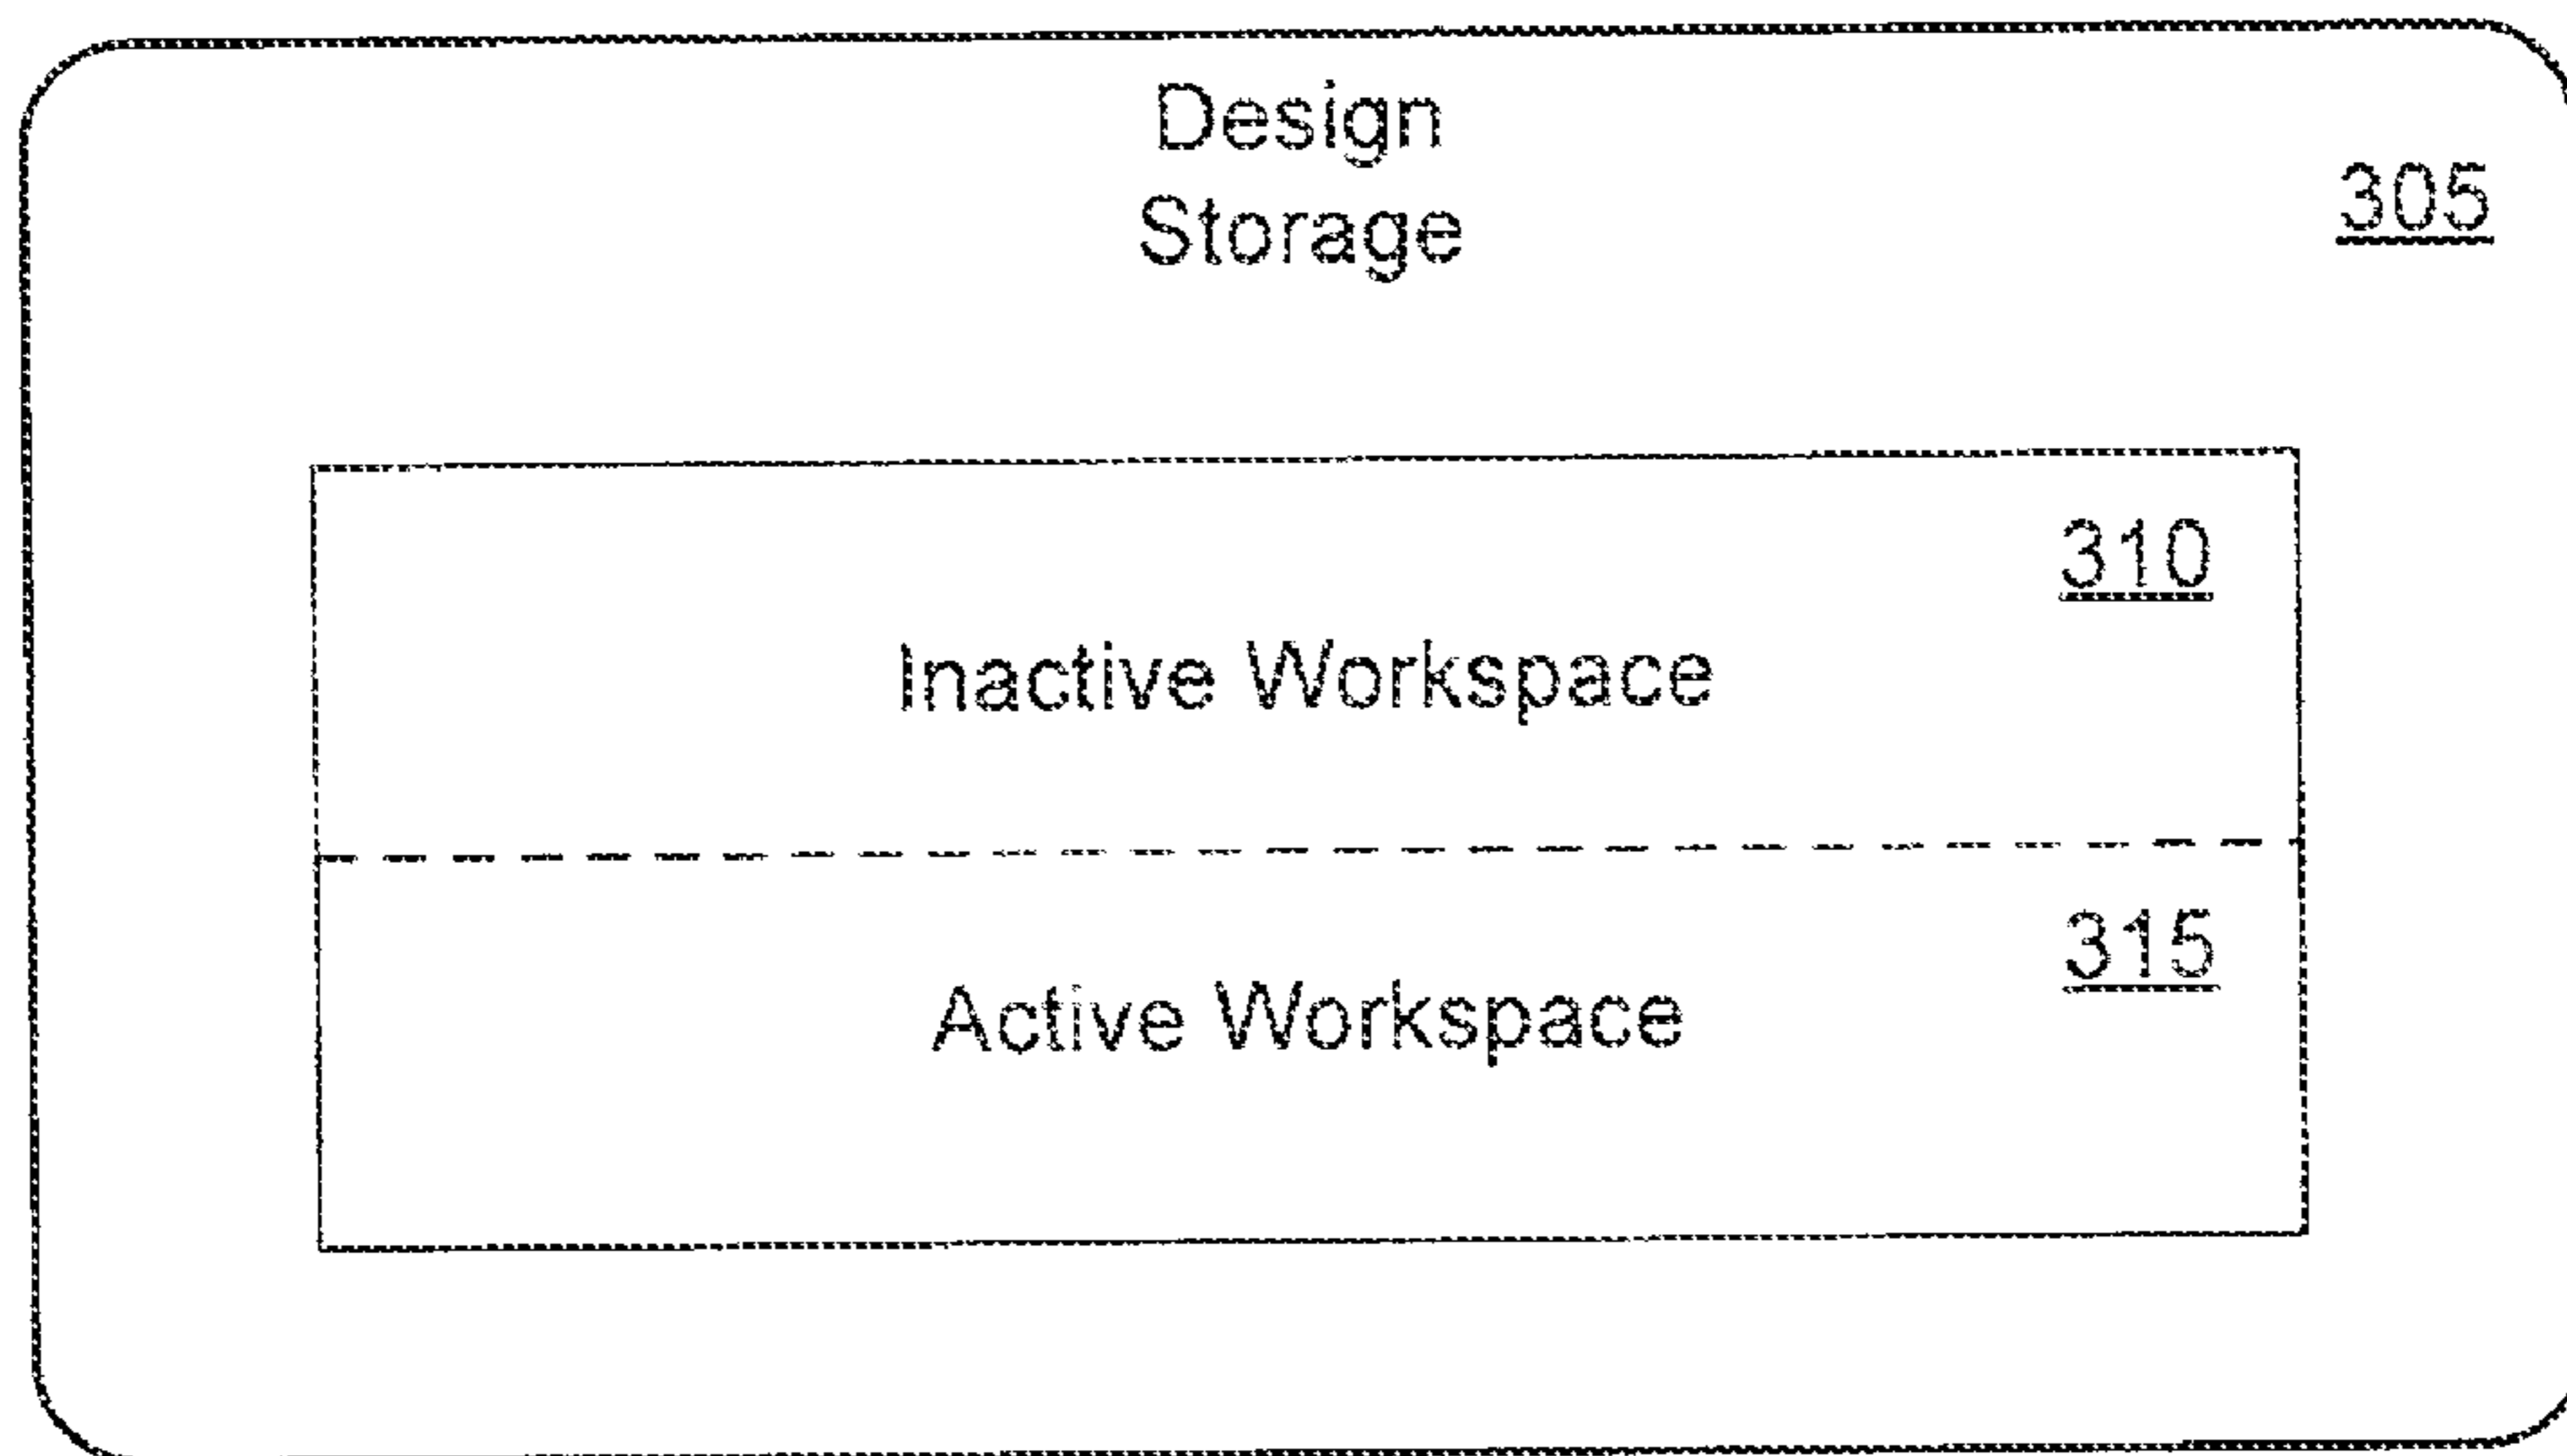 Design
Storage
305
310
Inactive Workspace
315
Active Workspace